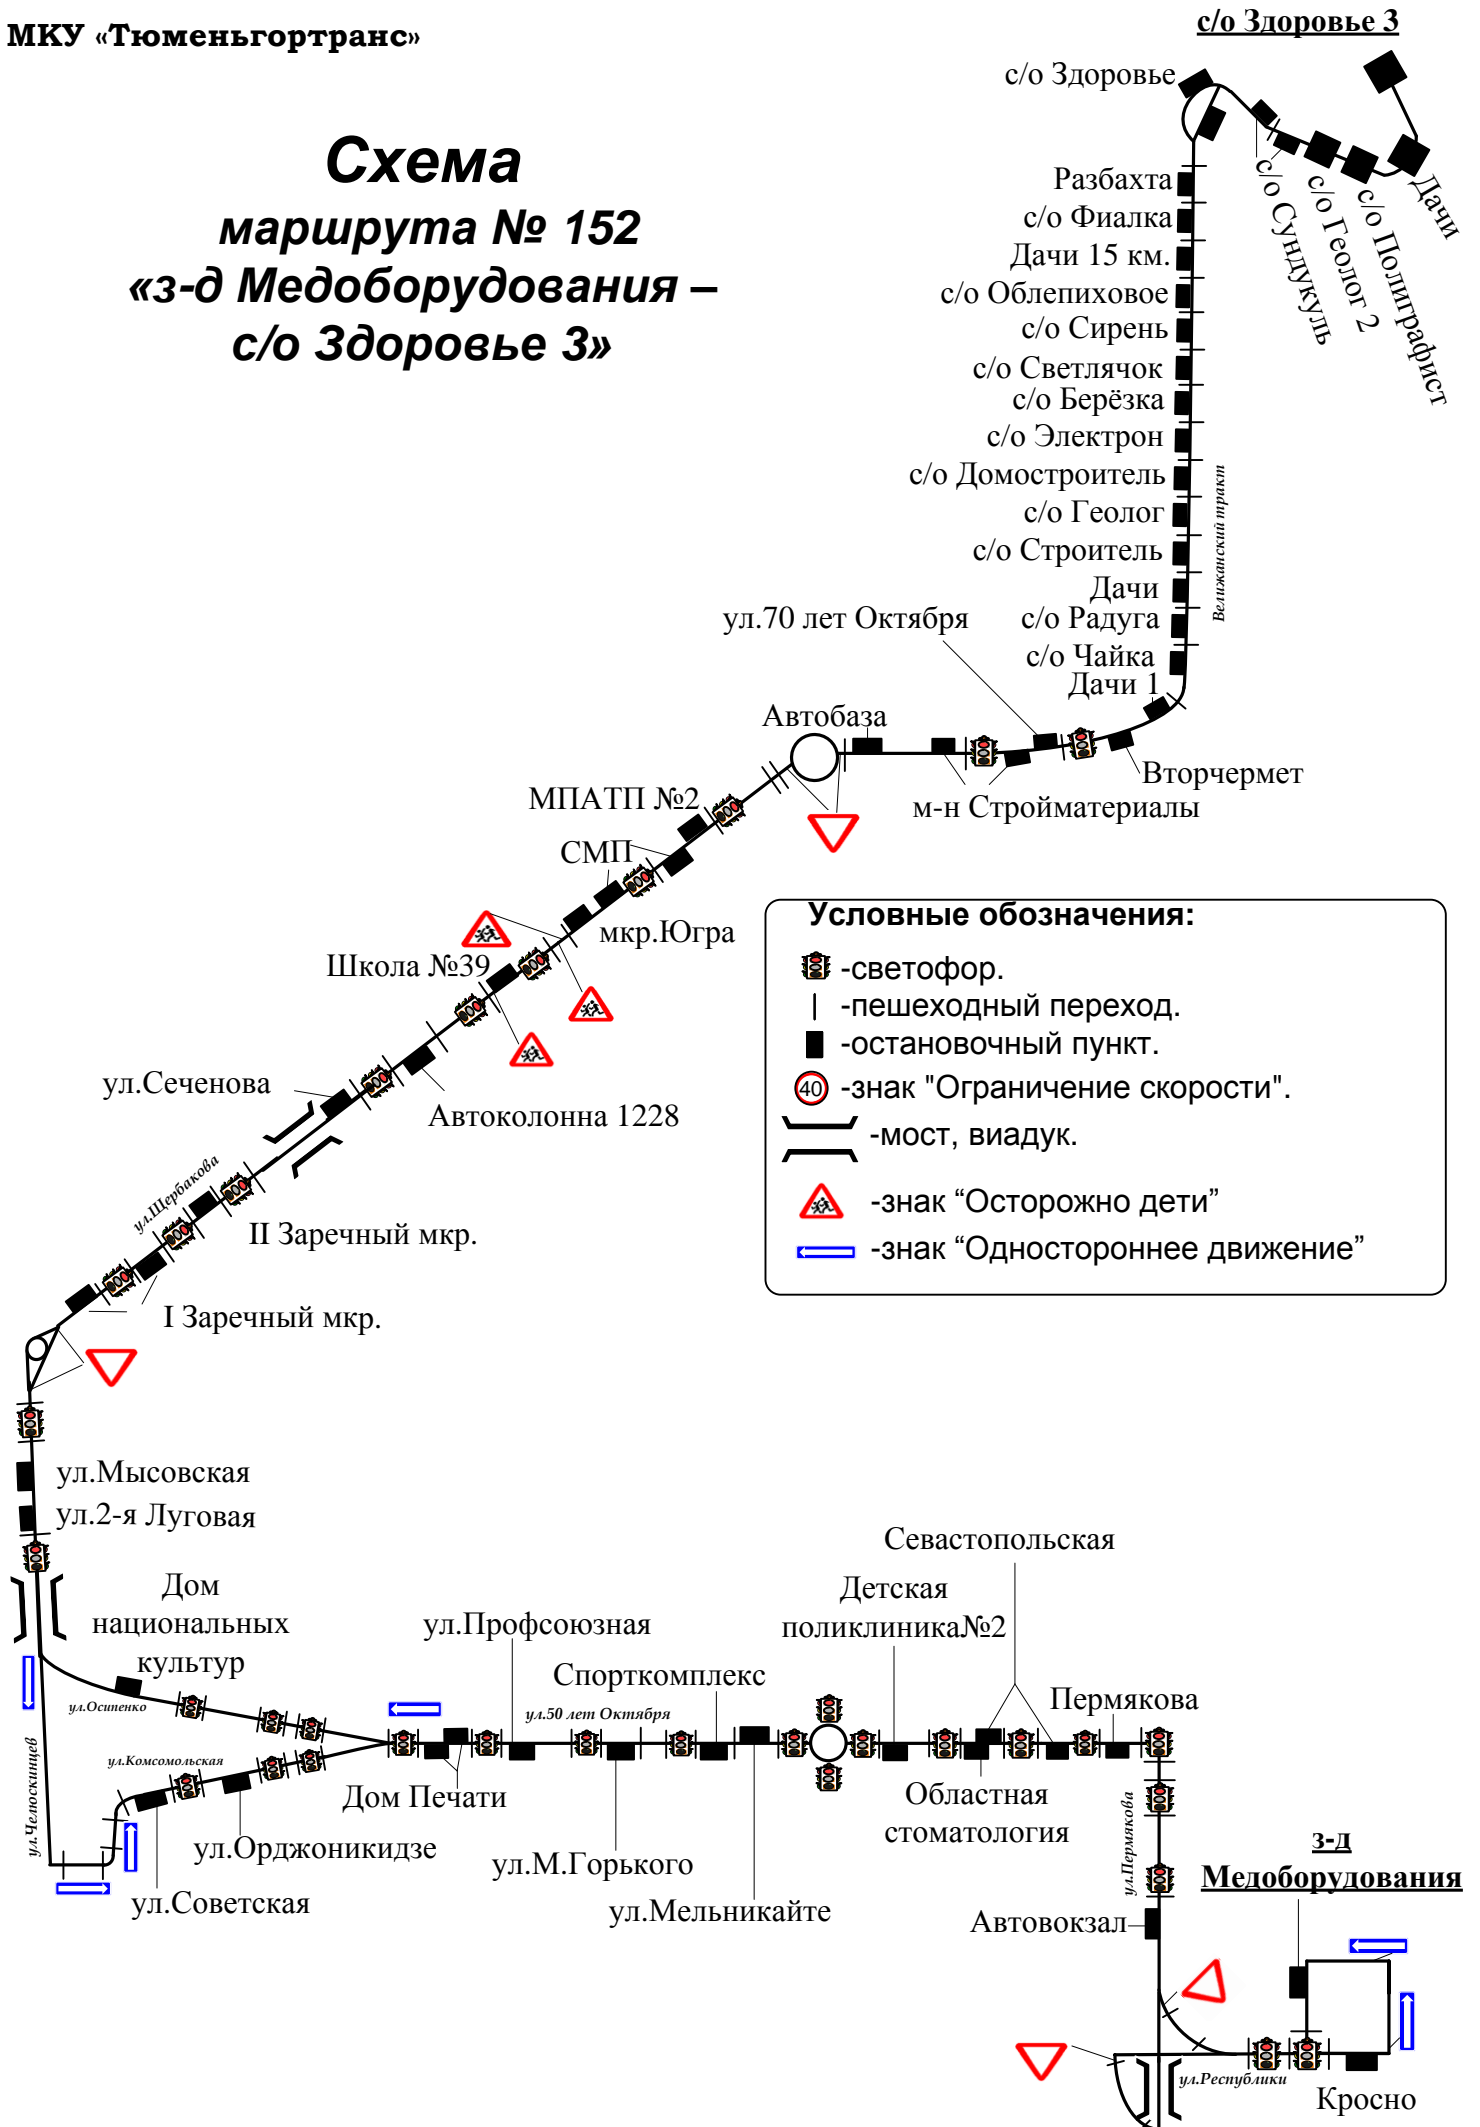 МКУ «Тюменьгортранс»
Схема
маршрута № 152
«з-д Медоборудования –
с/о Здоровье 3»
с/о Здоровье 3
с/о Здоровье
с/о Сундукуль
с/о Геолог 2
с/о Полиграфист
Дачи
Разбахта
с/о Фиалка
Дачи 15 км.
с/о Облепиховое
с/о Сирень
с/о Светлячок
с/о Берёзка
с/о Электрон
с/о Домостроитель
с/о Геолог
с/о Строитель
Дачи
с/о Радуга
с/о Чайка
Дачи 1
Велижанский тракт
ул.70 лет Октября
Автобаза
Вторчермет
м-н Стройматериалы
МПАТП №2
СМП
мкр.Югра
Школа №39
Автоколонна 1228
ул.Сеченова
ул.Щербакова
II Заречный мкр.
I Заречный мкр.
Условные обозначения:
-светофор.
-пешеходный переход.
-остановочный пункт.
40 -знак "Ограничение скорости".
-мост, виадук.
-знак “Осторожно дети”
-знак “Одностороннее движение”
ул.Мысовская
ул.2-я Луговая
Дом
национальных
культур
ул.Осипенко
ул.Комсомольская
ул.Челюскинцев
ул.Советская
ул.Орджоникидзе
Дом Печати
ул.Профсоюзная
ул.50 лет Октября
ул.М.Горького
Спорткомплекс
ул.Мельникайте
Детская
поликлиника№2
Севастопольская
Областная
стоматология
Пермякова
ул.Пермякова
Автовокзал
з-д
Медоборудования
ул.Республики
Кросно